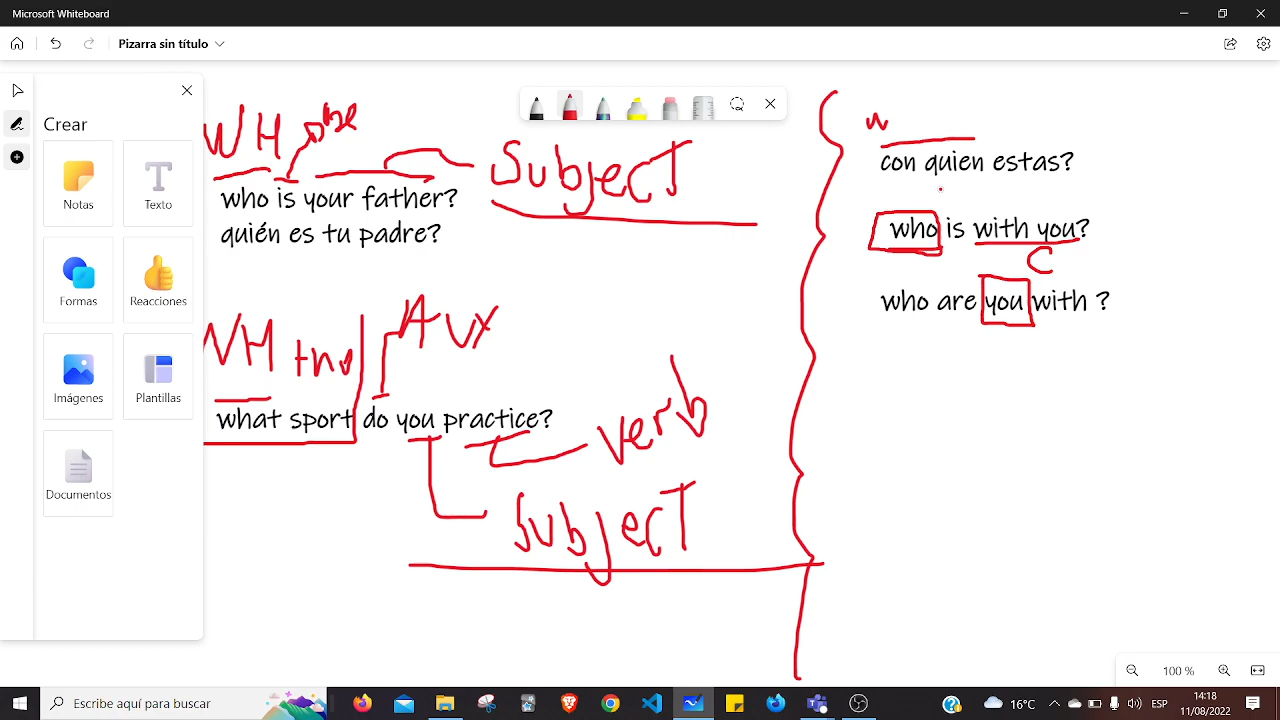 Microsoft Whiteboard
Pizarra sin título
Crear
Notas
Texto
Formas
Reacciones
Imágenes
Plantillas
Documentos
WH
Subject
who is your father?
quién es tu padre?
WH
AUX
what sport do you practice?
verb
Subject
con quien estas?
who is with you?
C
who are you with ?
100 %
Escribe aquí para buscar
16°C
ESP
14:18
11/08/2022